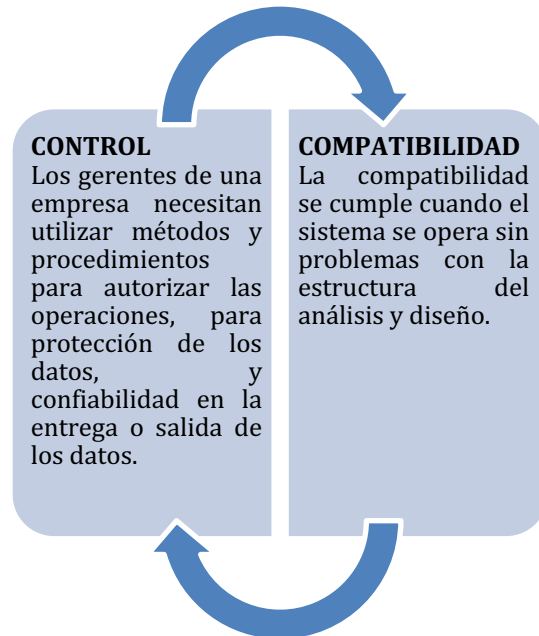 CONTROL
Los gerentes de una
empresa necesitan
utilizar métodos y
procedimientos
para autorizar las
operaciones, para
protección de los
datos, y
confiabilidad en la
entrega o salida de
los datos.
COMPATIBILIDAD
La compatibilidad
se cumple cuando el
sistema se opera sin
problemas con la
estructura del
análisis y diseño.